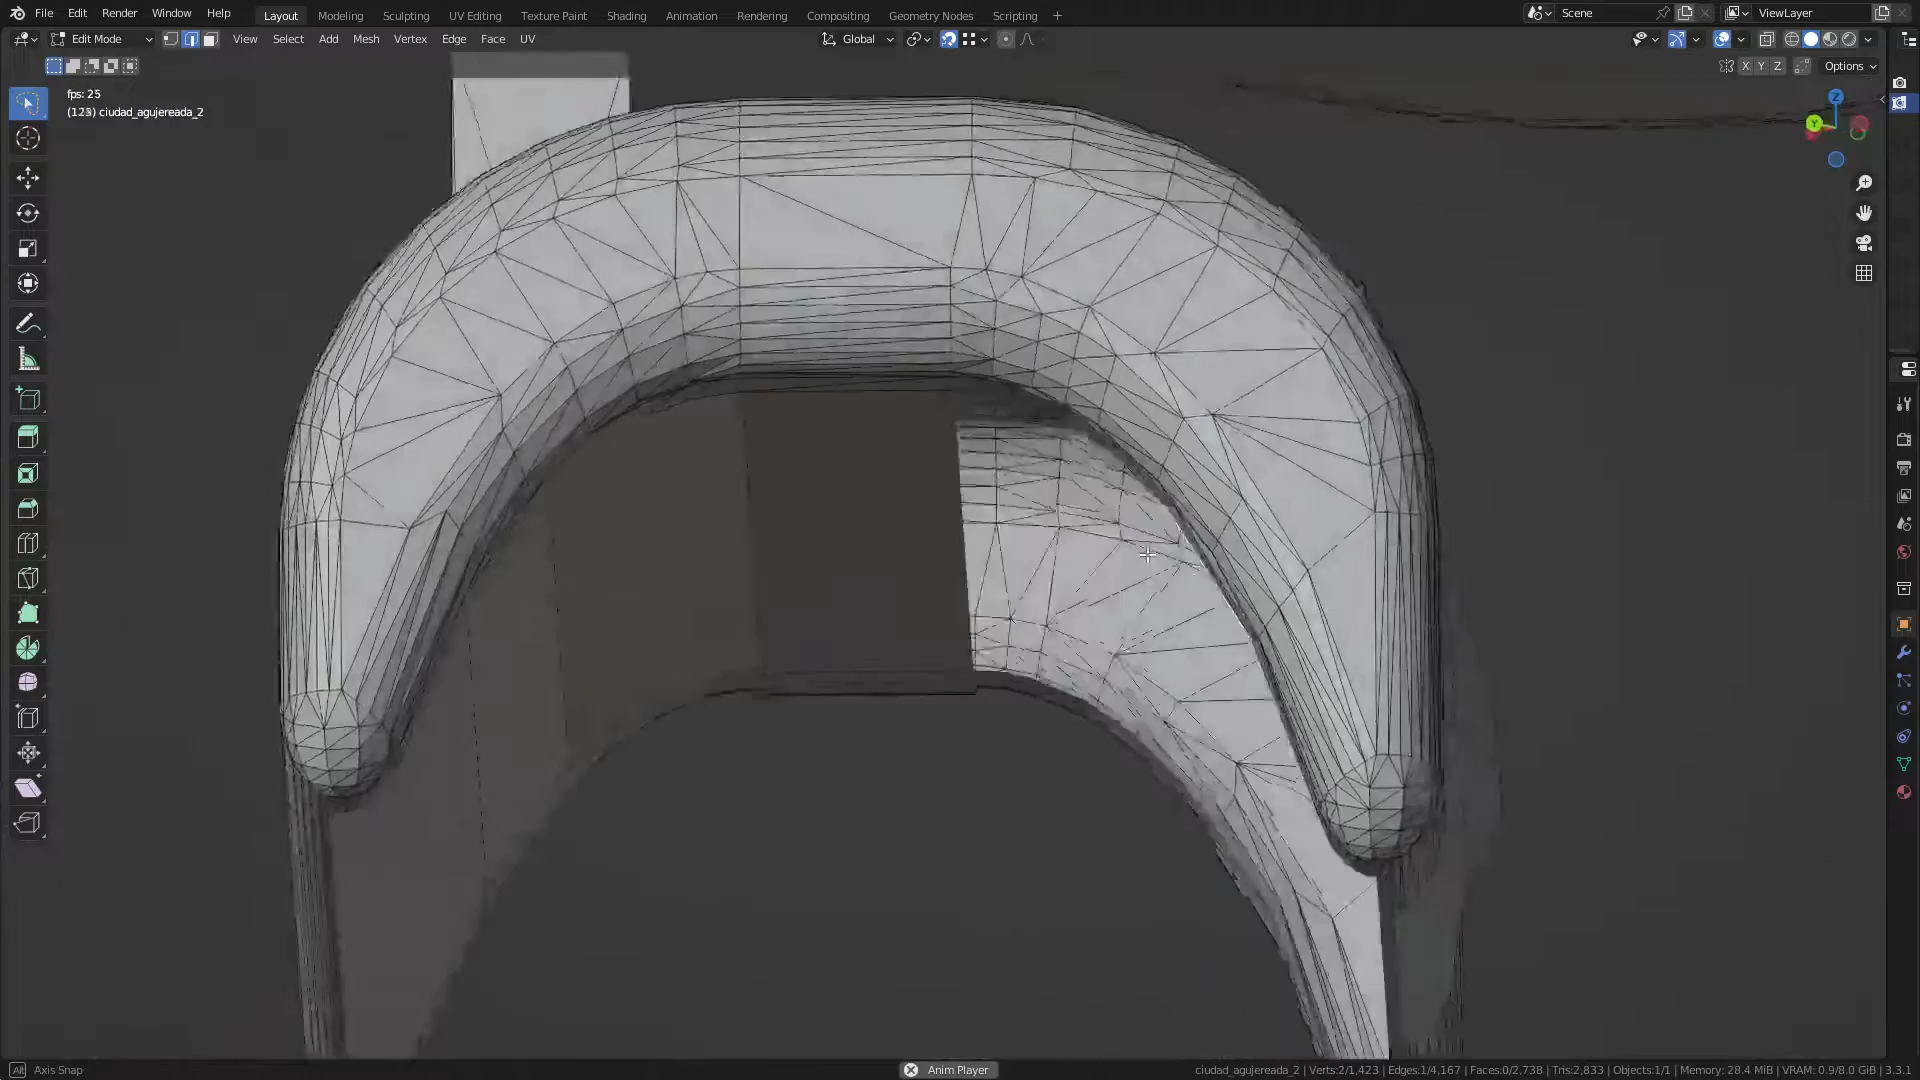 File Edit Render Window Help Layout Modeling Sculpting UV Editing Texture Paint Shading Animation Rendering Compositing Geometry Nodes Scripting + Scene ViewLayer
Edit Mode View Select Add Mesh Vertex Edge Face UV Global
X Y Z Options
fps: 25
Z
Y
ciudad_agujereada_2
Alt Axis Snap Anim Player ciudad_agujereada_2 | Verts:2/1,423 | Edges:1/4,167 | Faces:0/2,738 | Tris:2,833 | Objects:1/1 | Memory: 28.4 MiB | VRAM: 0.9/8.0 GiB | 3.3.1